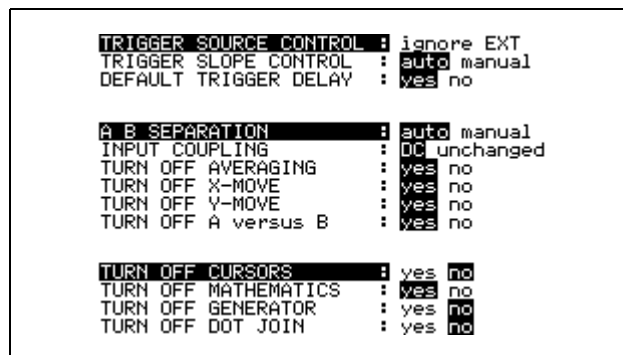 TRIGGER SOURCE CONTROL : ignore EXT
TRIGGER SLOPE CONTROL : auto manual
DEFAULT TRIGGER DELAY : yes no
A B SEPARATION : auto manual
INPUT COUPLING : DC unchanged
TURN OFF AVERAGING : yes no
TURN OFF X-MOVE : yes no
TURN OFF Y-MOVE : yes no
TURN OFF A versus B : yes no
TURN OFF CURSORS : yes no
TURN OFF MATHEMATICS : yes no
TURN OFF GENERATOR : yes no
TURN OFF DOT JOIN : yes no